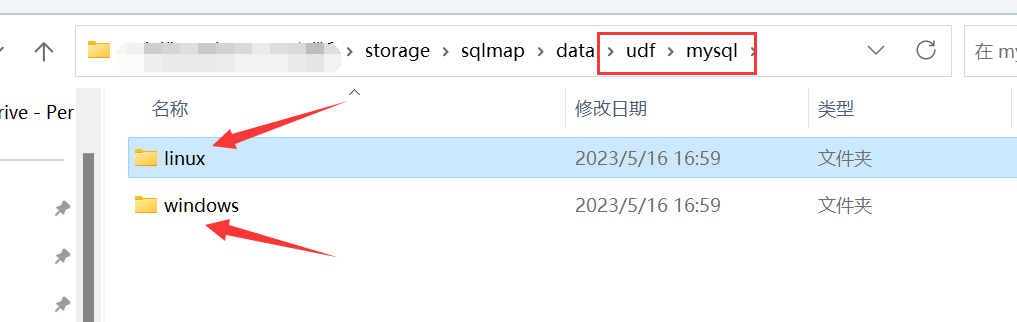 storage > sqlmap > data > udf > mysql >
在 my
名称 修改日期 类型
rive - Per
linux 2023/5/16 16:59 文件夹
windows 2023/5/16 16:59 文件夹